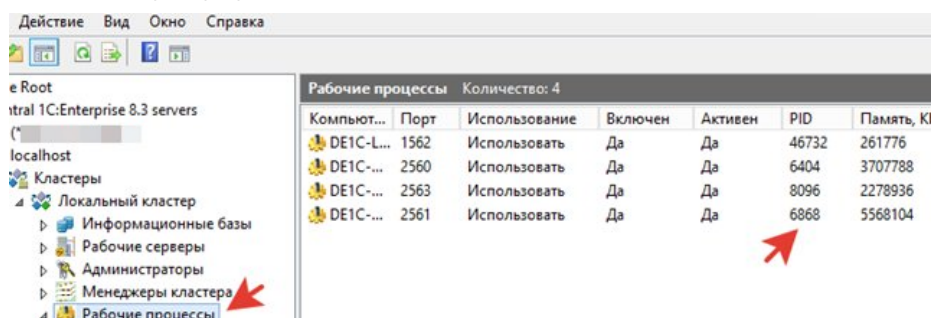 Действие Вид Окно Справка
e Root
ntral 1C:Enterprise 8.3 servers
(*
localhost
Кластеры
Локальный кластер
Информационные базы
Рабочие серверы
Администраторы
Менеджеры кластера
Рабочие процессы
Рабочие процессы Количество: 4
Компьют... Порт Использование Включен Активен PID Память, К
DE1C-L... 1562 Использовать Да Да 46732 261776
DE1C-... 2560 Использовать Да Да 6404 3707788
DE1C-... 2563 Использовать Да Да 8096 2278936
DE1C-... 2561 Использовать Да Да 6868 5568104